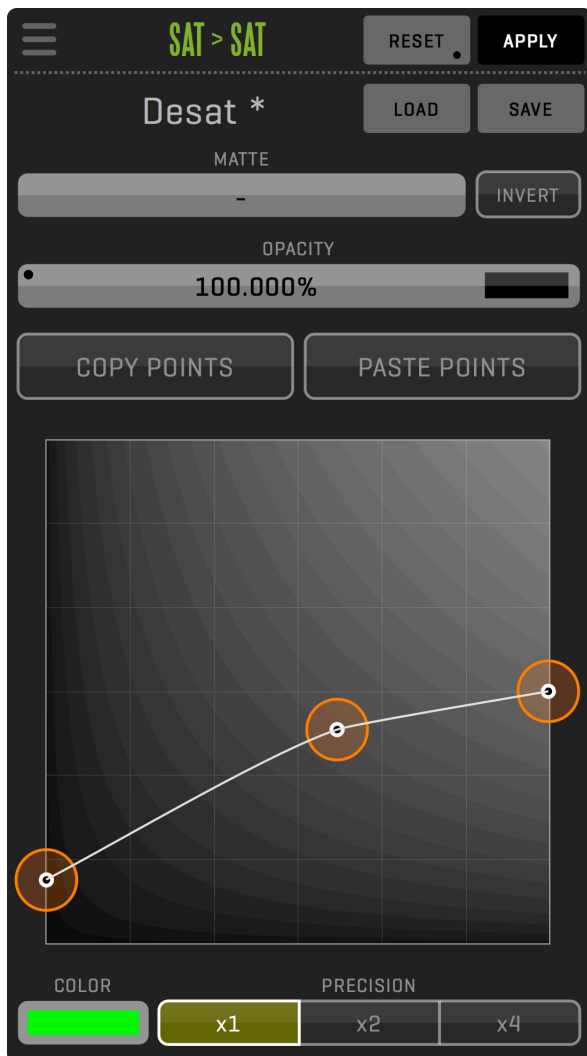 SAT > SAT RESET APPLY
Desat * LOAD SAVE
MATTE
- INVERT
OPACITY
100.000%
COPY POINTS PASTE POINTS
COLOR PRECISION
x1 x2 x4